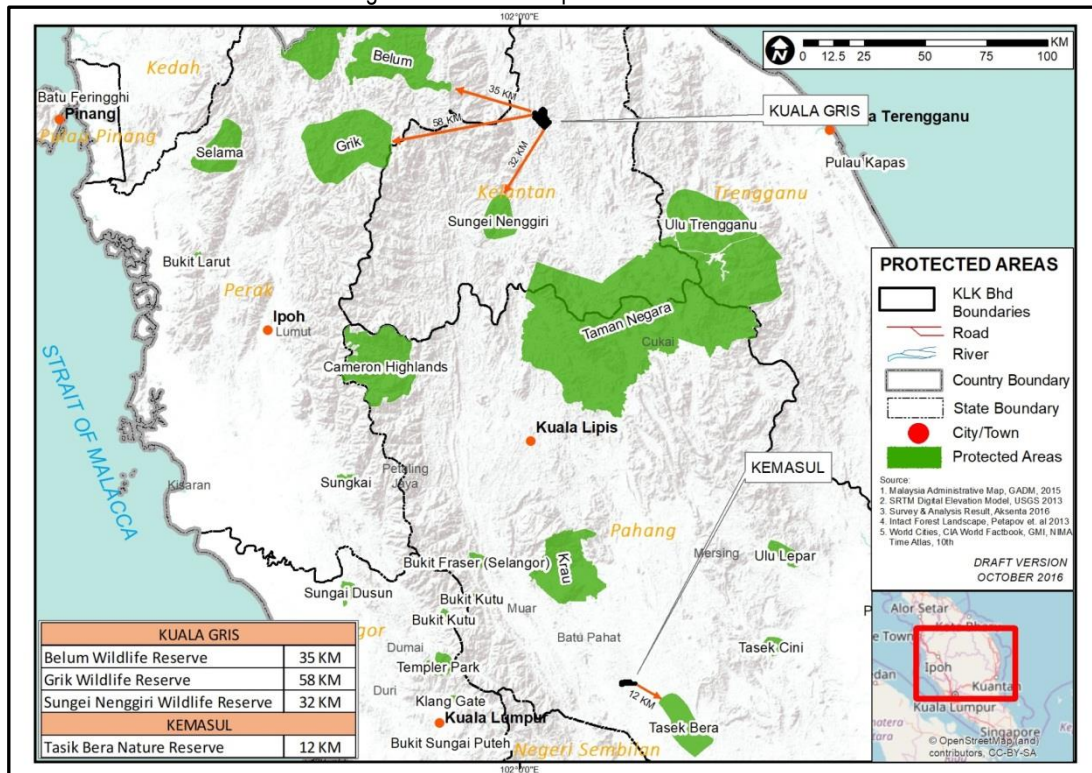 102°0'0"E
KM
0 12.5 25 50 75 100
Kedah
Belum
Batu Feringghi
Pinang
Pulau Pinang
35 KM
58 KM
32 KM
KUALA GRIS
a Terengganu
Pulau Kapas
Selama
Grik
Kelantan
Trengganu
Sungei Nenggiri
Ulu Trengganu
Bukit Larut
Perak
Ipoh
Lumut
Taman Negara
Cukai
Cameron Highlands
STRAIT OF MALACCA
Kuala Lipis
KEMASUL
Kisaran
Sungkai
Petaling
Jaya
Pahang
Mersing
Ulu Lepar
Bukit Fraser (Selangor)
Krau
Sungai Dusun
Bukit Kutu
Bukit Kutu
Muar
Batu Pahat
Dumai
gor
Templer Park
Tasek Cini
Duri
Klang Gate
12 KM
Kuala Lumpur
Tasek Bera
Bukit Sungai Puteh
Negeri Sembilan
102°0'0"E
PROTECTED AREAS
KLK Bhd
Boundaries
Road
River
Country Boundary
State Boundary
City/Town
Protected Areas
Source:
1. Malaysia Administrative Map, GADM, 2015
2. SRTM Digital Elevation Model, USGS 2013
3. Survey & Analysis Result, Aksenta 2016
4. Intact Forest Landscape, Petapov et. al 2013
5. World Cities, CIA World Factbook, GMI, NIMA
Time Atlas, 10th
DRAFT VERSION
OCTOBER 2016
KUALA GRIS
Belum Wildlife Reserve 35 KM
Grik Wildlife Reserve 58 KM
Sungei Nenggiri Wildlife Reserve 32 KM
KEMASUL
Tasik Bera Nature Reserve 12 KM
Alor Setar
e Town
Ipoh
edan
Kuantan
Kuala Lumpur
Singapore
© OpenStreetMap (and)
contributors, CC-BY-SA